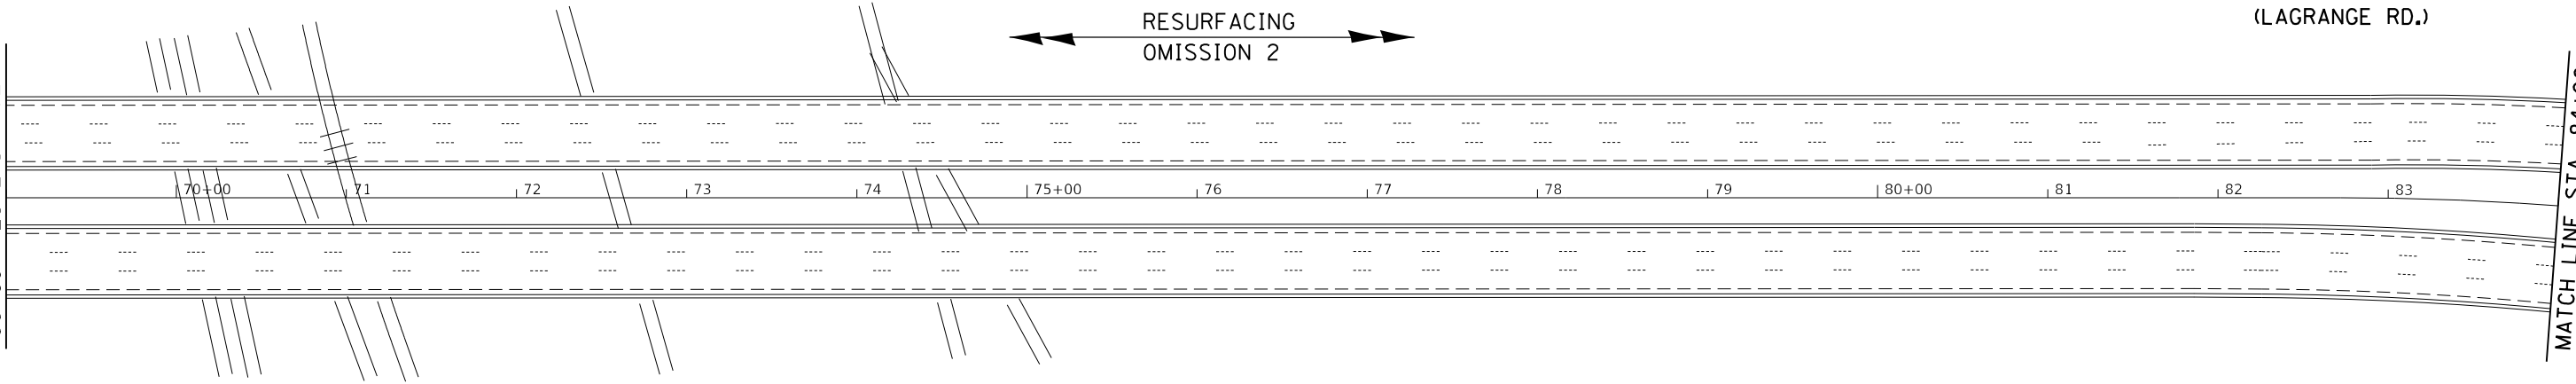 RESURFACING
OMISSION 2
(LAGRANGE RD.)
70+00 71 72 73 74 75+00 76 77 78 79 80+00 81 82 83
MATCH LINE STA